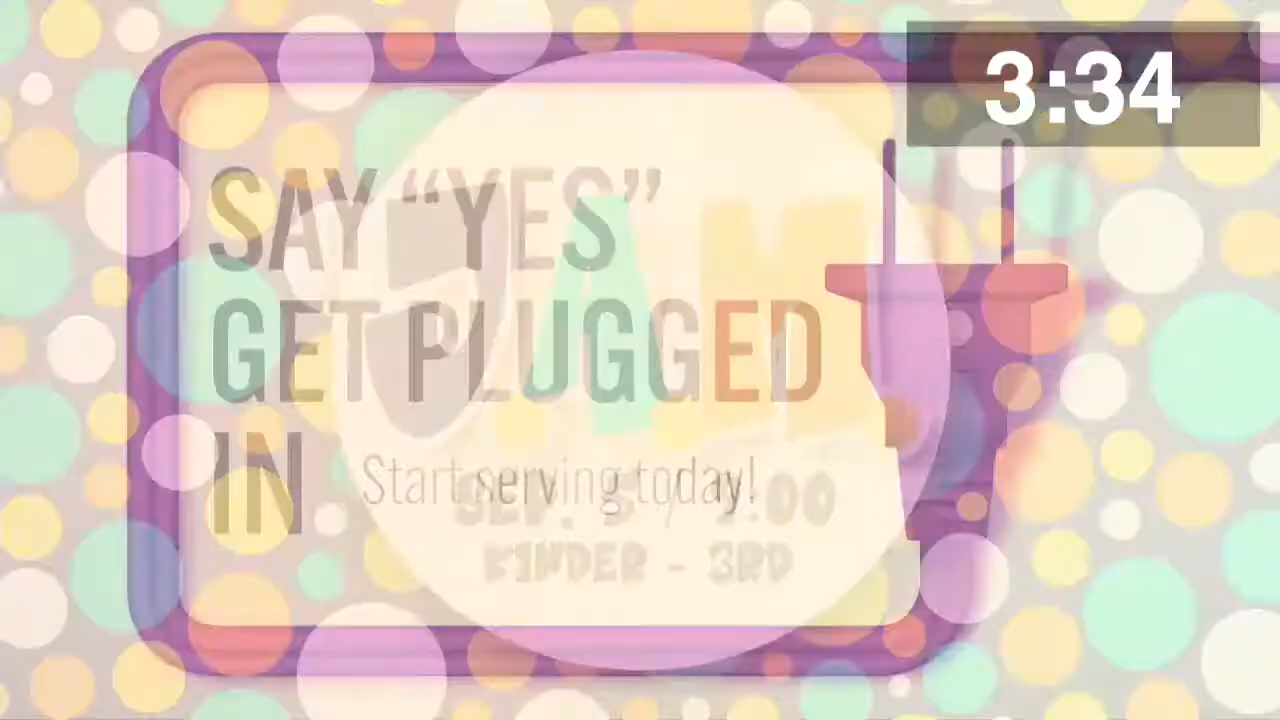 3:34
SAY “YES”
GET PLUGGED
IN
Start serving today!
KINDER - 3RD